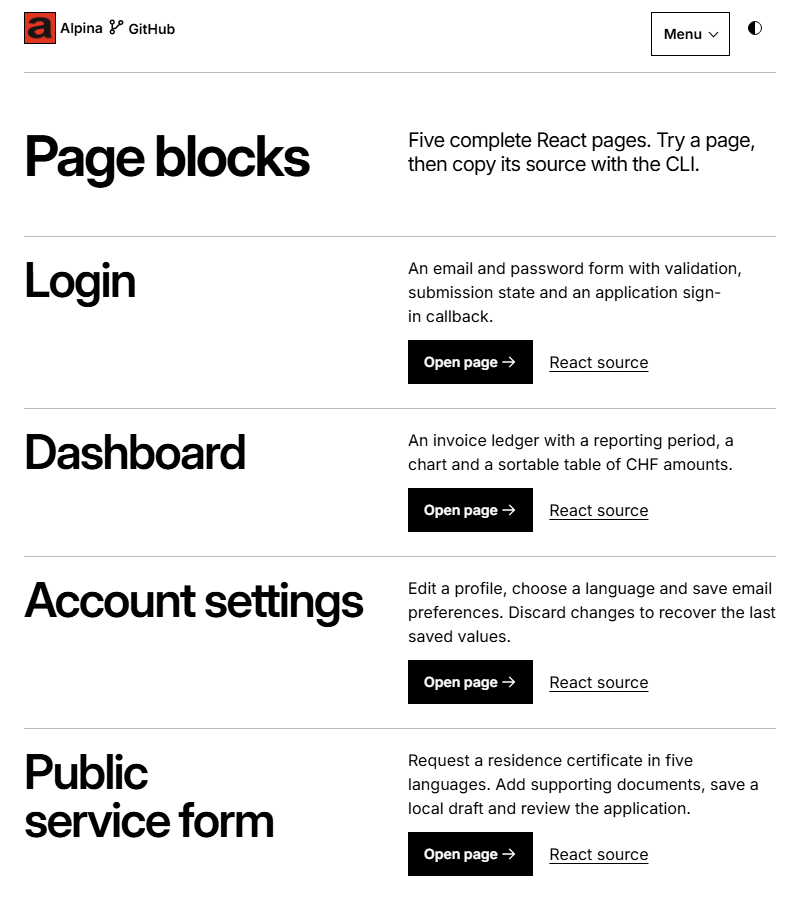 a Alpina GitHub
Menu
Page blocks
Five complete React pages. Try a page,
then copy its source with the CLI.
Login
An email and password form with validation,
submission state and an application sign-
in callback.
Open page → React source
Dashboard
An invoice ledger with a reporting period, a
chart and a sortable table of CHF amounts.
Open page → React source
Account settings
Edit a profile, choose a language and save email
preferences. Discard changes to recover the last
saved values.
Open page → React source
Public
service form
Request a residence certificate in five
languages. Add supporting documents, save a
local draft and review the application.
Open page → React source